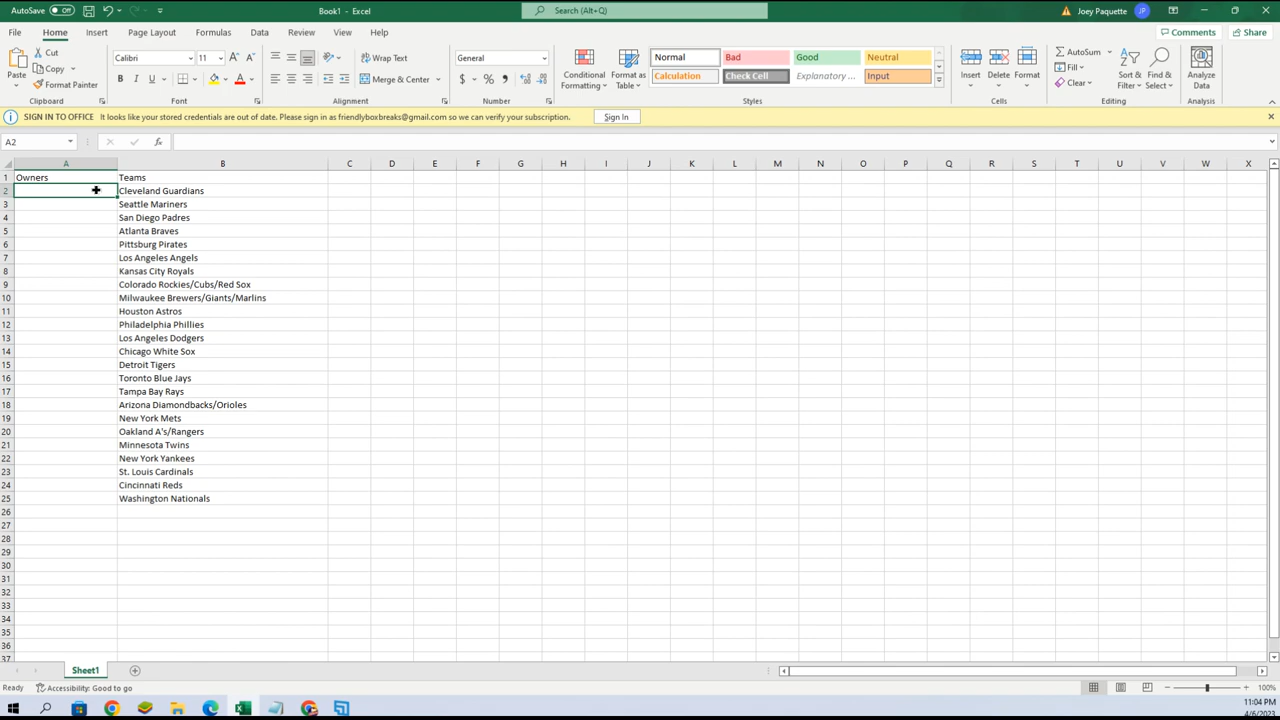 AutoSave Off Book1 - Excel Search (Alt+Q) Joey Paquette JP
File Home Insert Page Layout Formulas Data Review View Help Comments Share
Paste Cut Copy Format Painter Clipboard
Calibri 11 A A B I U A Font
Wrap Text Merge & Center Alignment
General $ % , Number
Conditional Formatting Format as Table
Normal Bad Good Neutral
Calculation Check Cell Explanatory ... Input
Styles
Insert Delete Format Cells
AutoSum Fill Clear Sort & Filter Find & Select Editing
Analyze Data Analysis
SIGN IN TO OFFICE It looks like your stored credentials are out of date. Please sign in as friendlyboxbreaks@gmail.com so we can verify your subscription. Sign In
A2 fx
A B C D E F G H I J K L M N O P Q R S T U V W X
1 Owners Teams
2 Cleveland Guardians
3 Seattle Mariners
4 San Diego Padres
5 Atlanta Braves
6 Pittsburg Pirates
7 Los Angeles Angels
8 Kansas City Royals
9 Colorado Rockies/Cubs/Red Sox
10 Milwaukee Brewers/Giants/Marlins
11 Houston Astros
12 Philadelphia Phillies
13 Los Angeles Dodgers
14 Chicago White Sox
15 Detroit Tigers
16 Toronto Blue Jays
17 Tampa Bay Rays
18 Arizona Diamondbacks/Orioles
19 New York Mets
20 Oakland A's/Rangers
21 Minnesota Twins
22 New York Yankees
23 St. Louis Cardinals
24 Cincinnati Reds
25 Washington Nationals
26
27
28
29
30
31
32
33
34
35
36
37
Sheet1
Ready Accessibility: Good to go 100%
11:04 PM
4/6/2023